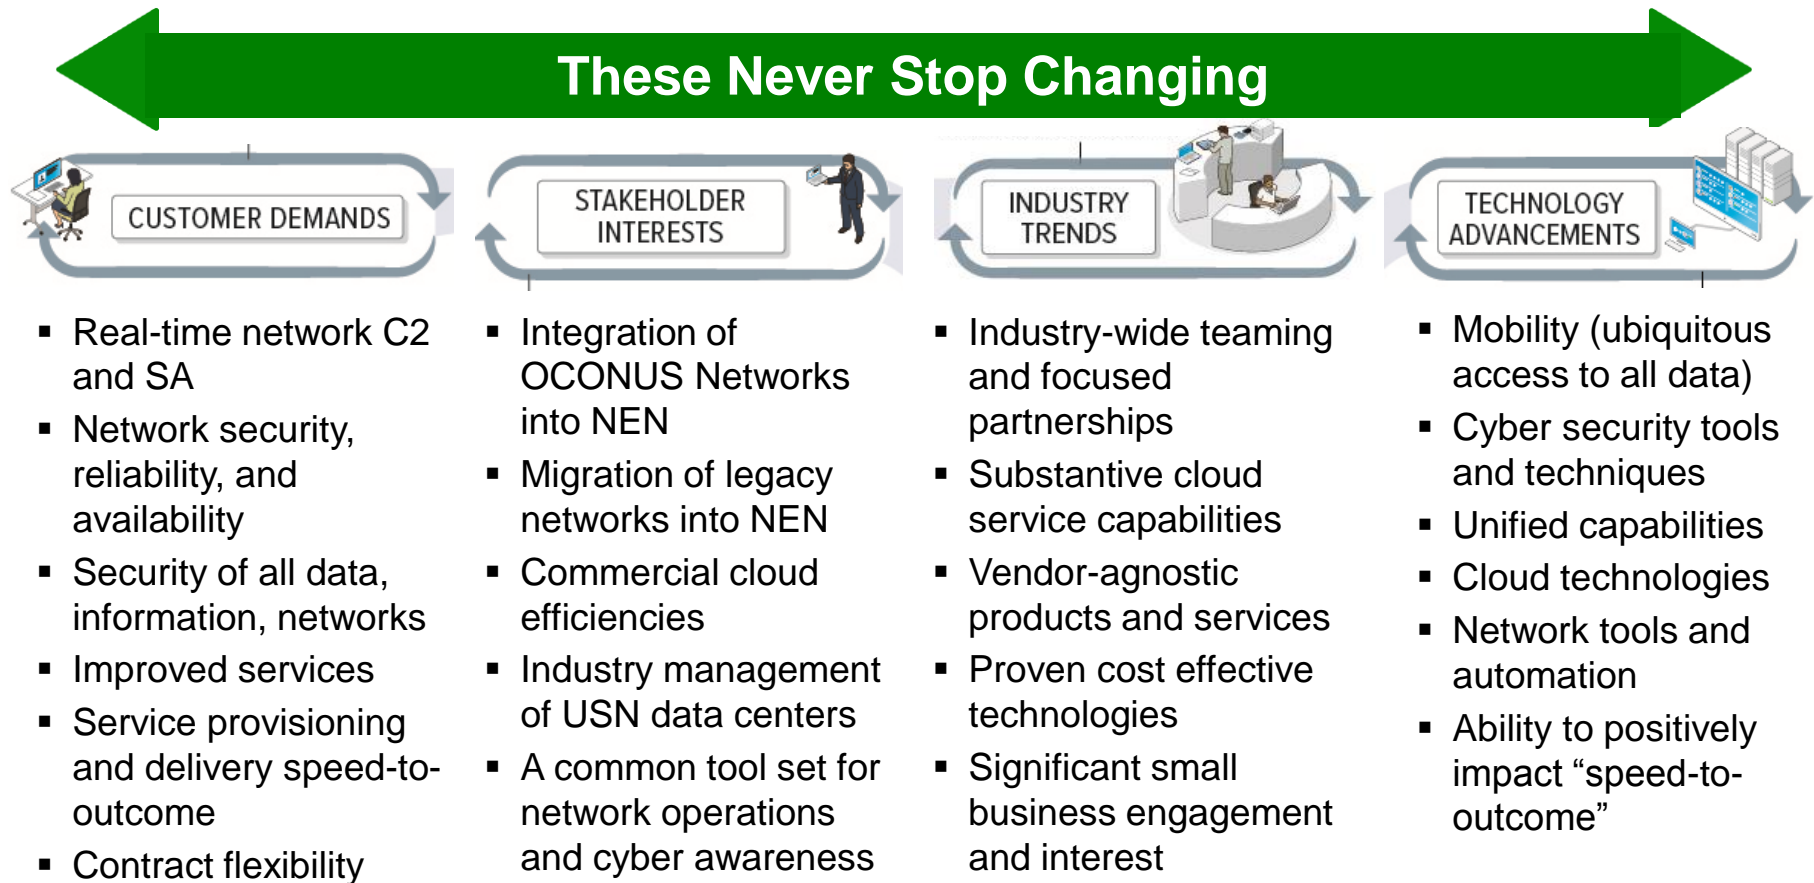 These Never Stop Changing
CUSTOMER DEMANDS
▪ Real-time network C2
and SA
▪ Network security,
reliability, and
availability
▪ Security of all data,
information, networks
▪ Improved services
▪ Service provisioning
and delivery speed-to-
outcome
▪ Contract flexibility
STAKEHOLDER
INTERESTS
▪ Integration of
OCONUS Networks
into NEN
▪ Migration of legacy
networks into NEN
▪ Commercial cloud
efficiencies
▪ Industry management
of USN data centers
▪ A common tool set for
network operations
and cyber awareness
INDUSTRY
TRENDS
▪ Industry-wide teaming
and focused
partnerships
▪ Substantive cloud
service capabilities
▪ Vendor-agnostic
products and services
▪ Proven cost effective
technologies
▪ Significant small
business engagement
and interest
TECHNOLOGY
ADVANCEMENTS
▪ Mobility (ubiquitous
access to all data)
▪ Cyber security tools
and techniques
▪ Unified capabilities
▪ Cloud technologies
▪ Network tools and
automation
▪ Ability to positively
impact “speed-to-
outcome”